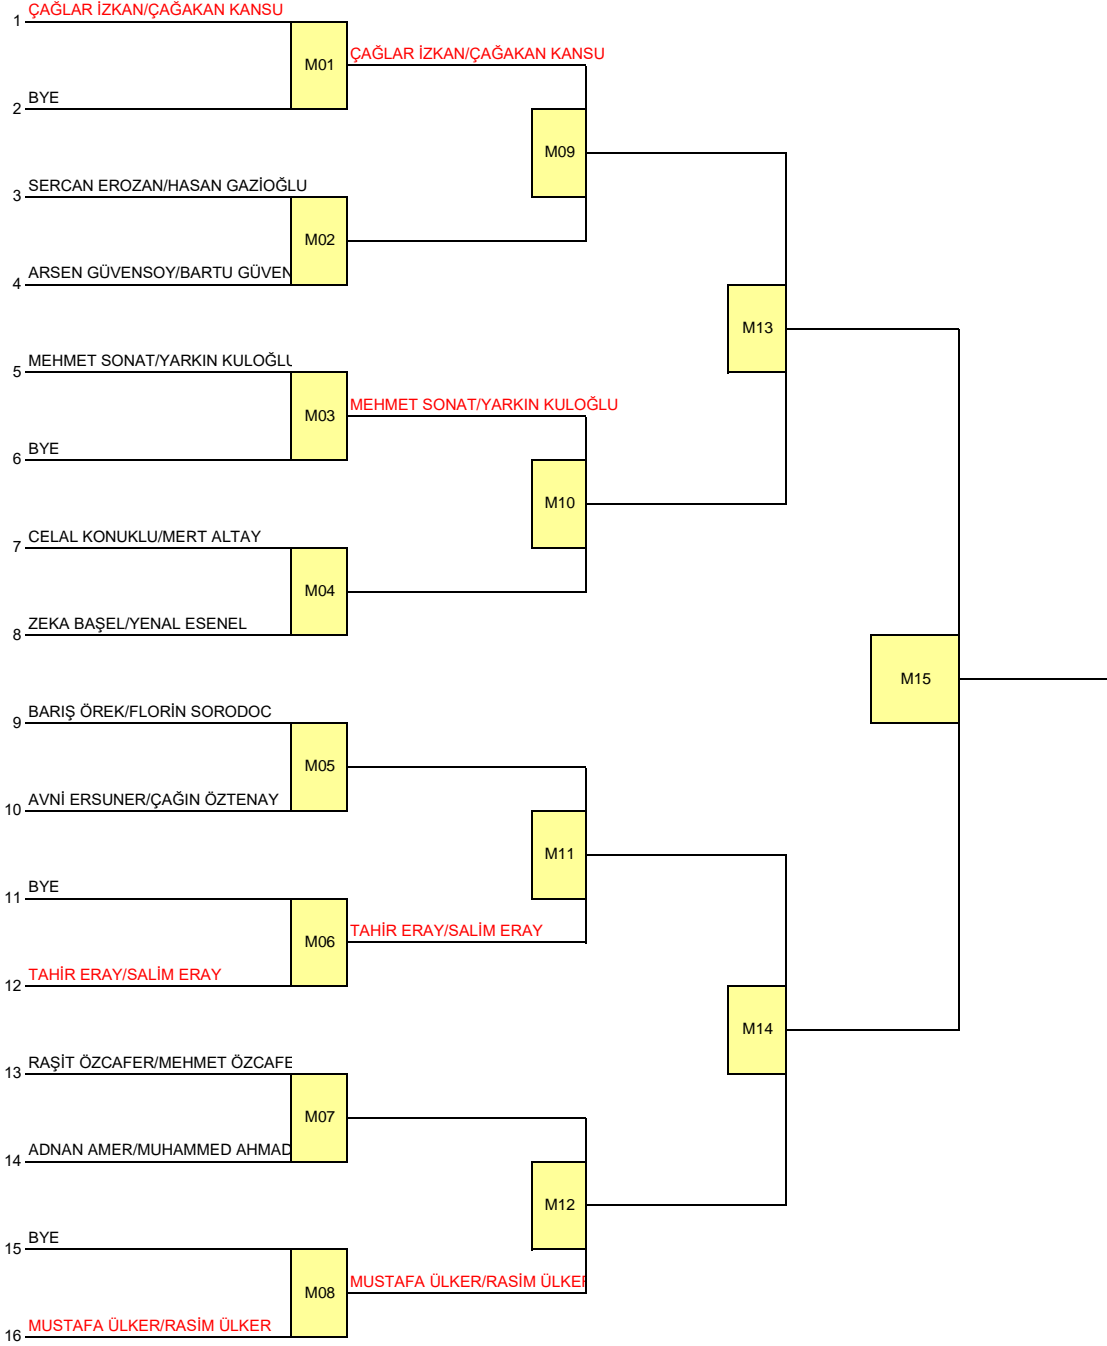 1 ÇAĞLAR İZKAN/ÇAĞAKAN KANSU
M01
ÇAĞLAR İZKAN/ÇAĞAKAN KANSU
2 BYE
M09
3 SERCAN EROZAN/HASAN GAZİOĞLU
M02
4 ARSEN GÜVENSOY/BARTU GÜVEN
M13
5 MEHMET SONAT/YARKIN KULOĞLU
M03
MEHMET SONAT/YARKIN KULOĞLU
6 BYE
M10
7 CELAL KONUKLU/MERT ALTAY
M04
8 ZEKA BAŞEL/YENAL ESENEL
M15
9 BARIŞ ÖREK/FLORİN SORODOC
M05
10 AVNİ ERSUNER/ÇAĞIN ÖZTENAY
M11
11 BYE
M06
TAHİR ERAY/SALİM ERAY
12 TAHİR ERAY/SALİM ERAY
M14
13 RAŞİT ÖZCAFER/MEHMET ÖZCAFE
M07
14 ADNAN AMER/MUHAMMED AHMAD
M12
15 BYE
M08
MUSTAFA ÜLKER/RASİM ÜLKER
16 MUSTAFA ÜLKER/RASİM ÜLKER